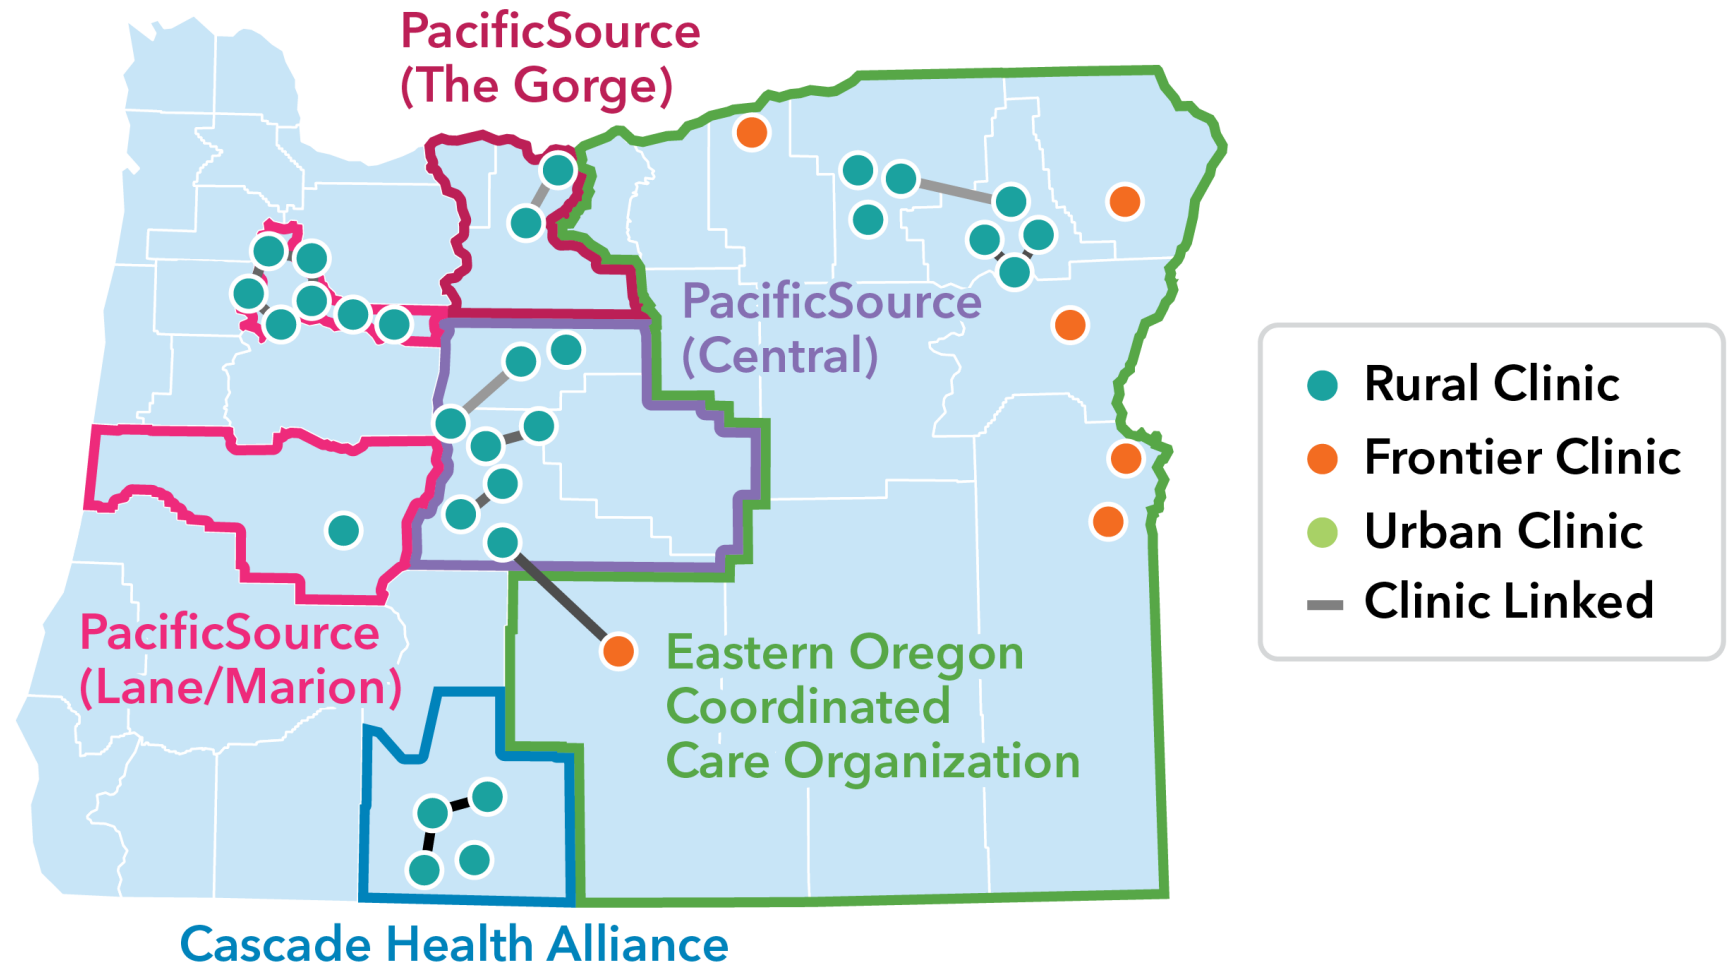 PacificSource
(The Gorge)
PacificSource
(Central)
Rural Clinic
Frontier Clinic
Urban Clinic
Clinic Linked
PacificSource
(Lane/Marion)
Eastern Oregon
Coordinated
Care Organization
Cascade Health Alliance